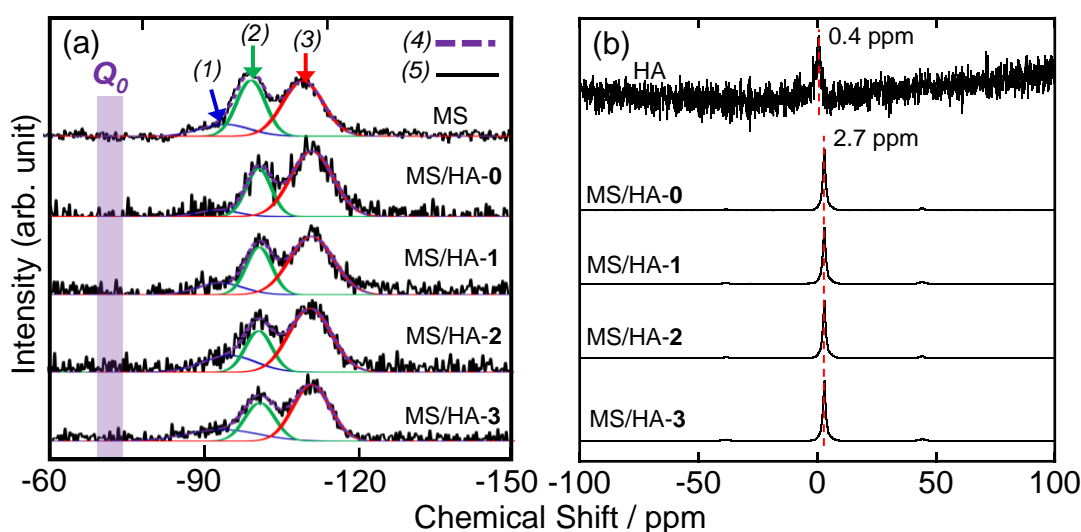 (a)
Q0
(1)
(2)
(3)
(4)
(5)
MS
MS/HA-0
MS/HA-1
MS/HA-2
MS/HA-3
Intensity (arb. unit)
-60
-90
-120
-150
(b)
HA
0.4 ppm
2.7 ppm
MS/HA-0
MS/HA-1
MS/HA-2
MS/HA-3
-100
-50
0
50
100
Chemical Shift / ppm